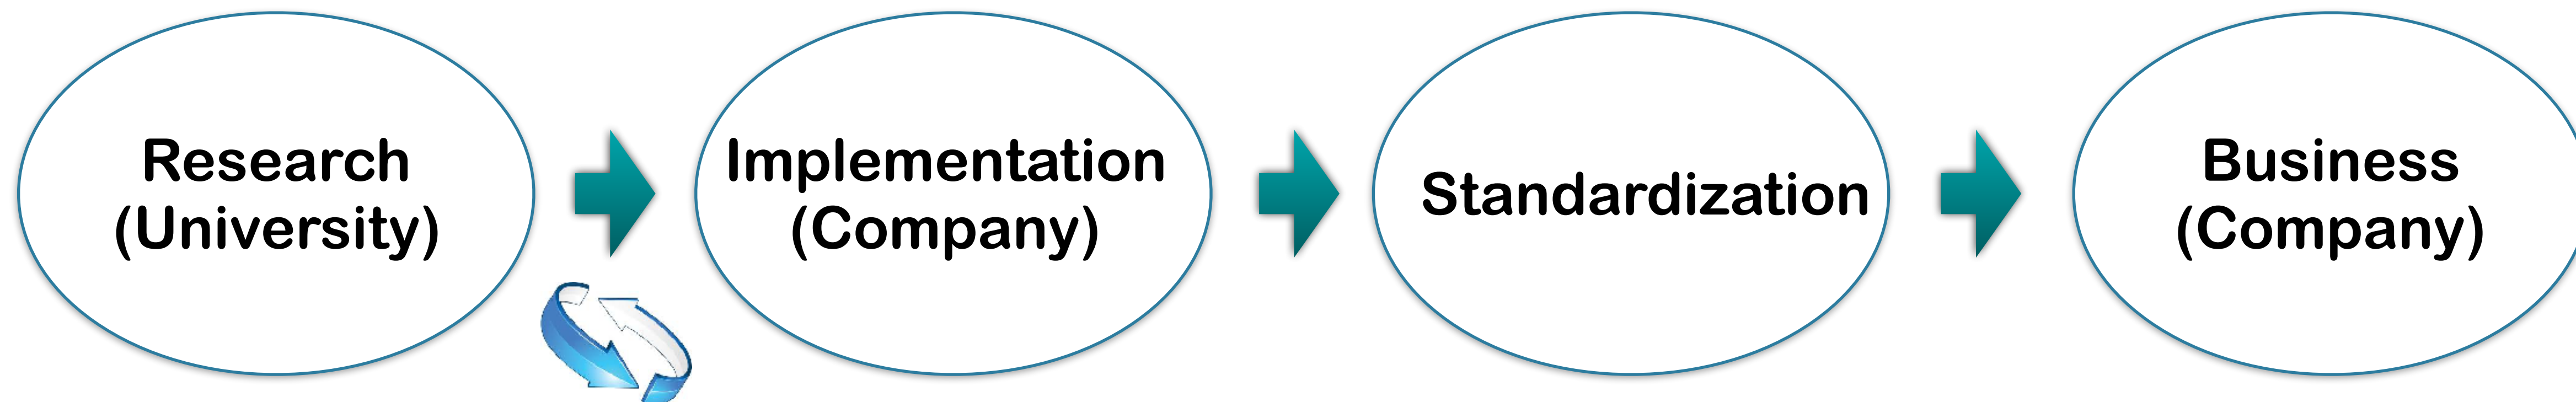 Research
(University)
Implementation
(Company)
Standardization
Business
(Company)